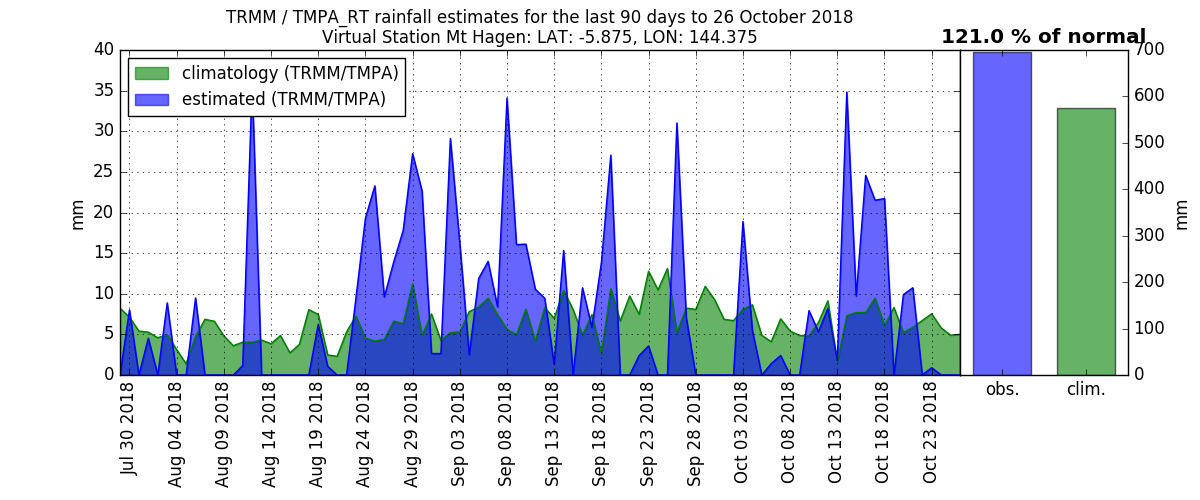 TRMM / TMPA_RT rainfall estimates for the last 90 days to 26 October 2018
Virtual Station Mt Hagen: LAT: -5.875, LON: 144.375
121.0 % of normal
climatology (TRMM/TMPA)
estimated (TRMM/TMPA)
40
35
30
25
20
15
10
5
0
mm
Jul 30 2018
Aug 04 2018
Aug 09 2018
Aug 14 2018
Aug 19 2018
Aug 24 2018
Aug 29 2018
Sep 03 2018
Sep 08 2018
Sep 13 2018
Sep 18 2018
Sep 23 2018
Sep 28 2018
Oct 03 2018
Oct 08 2018
Oct 13 2018
Oct 18 2018
Oct 23 2018
700
600
500
400
300
200
100
0
mm
obs.
clim.